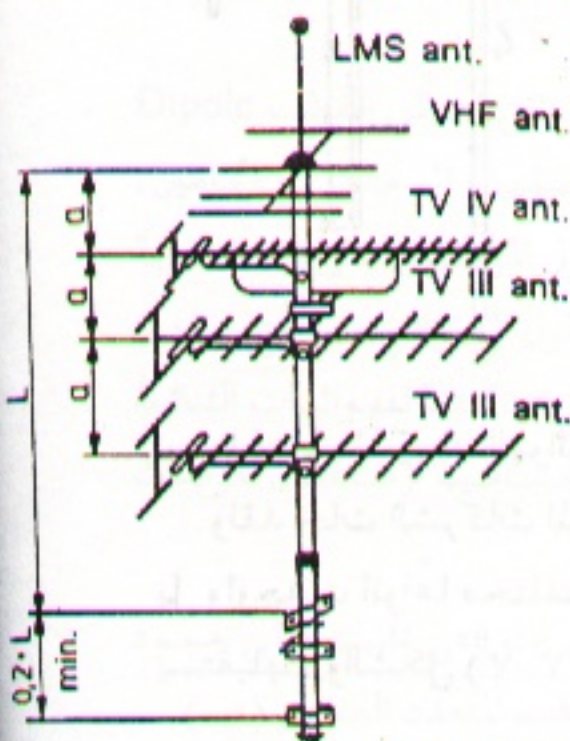 LMS ant.
VHF ant.
TV IV ant.
TV III ant.
TV III ant.
a
a
a
L
0,2 · L
min.